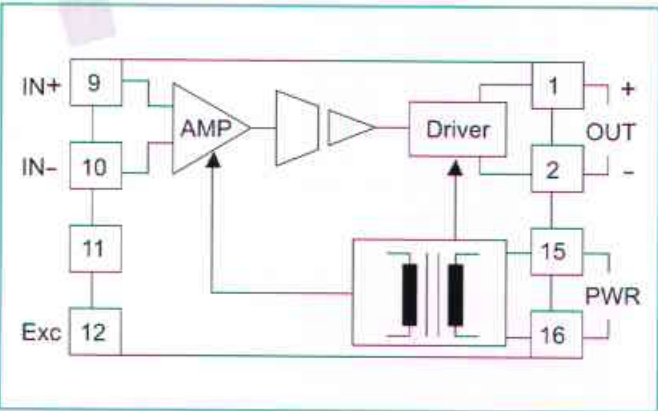 IN+ 9 1 +
AMP Driver OUT
IN– 10 2 –
11 15
PWR
Exc 12 16